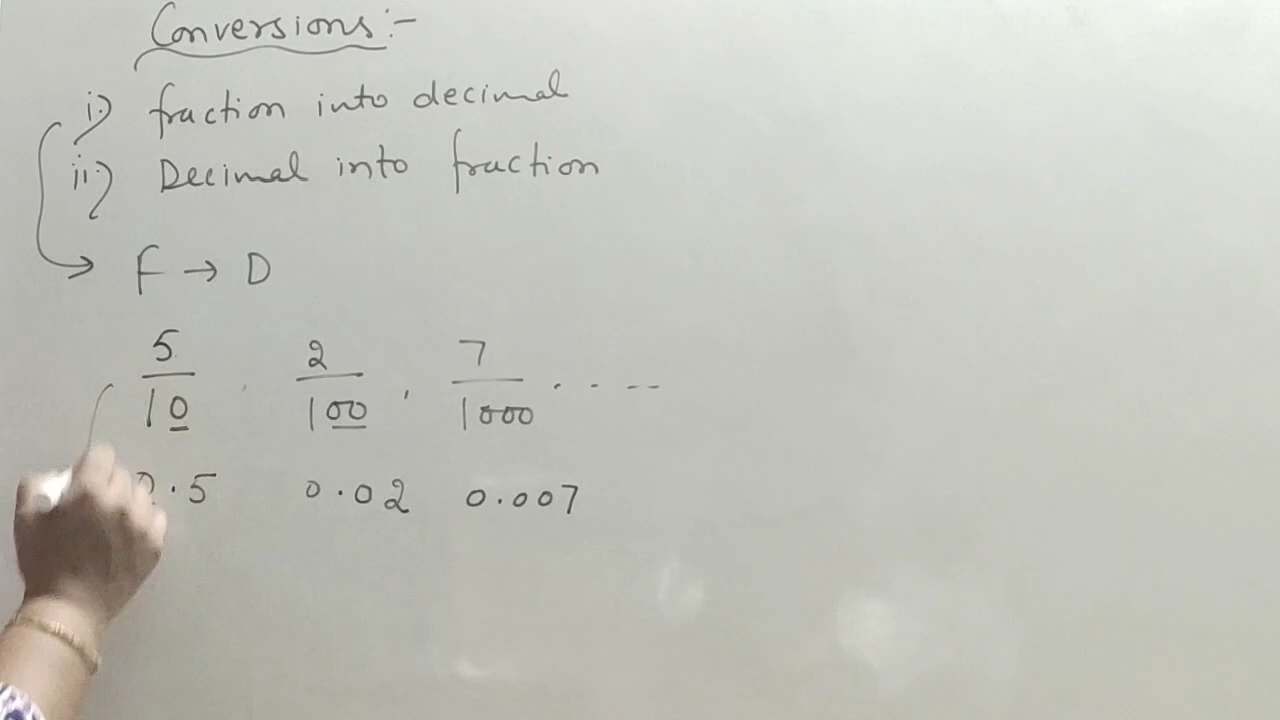 Conversions:-
i) fraction into decimal
ii) Decimal into fraction
→ F → D
5/10 , 2/100 , 7/1000 ....
0.5 0.02 0.007